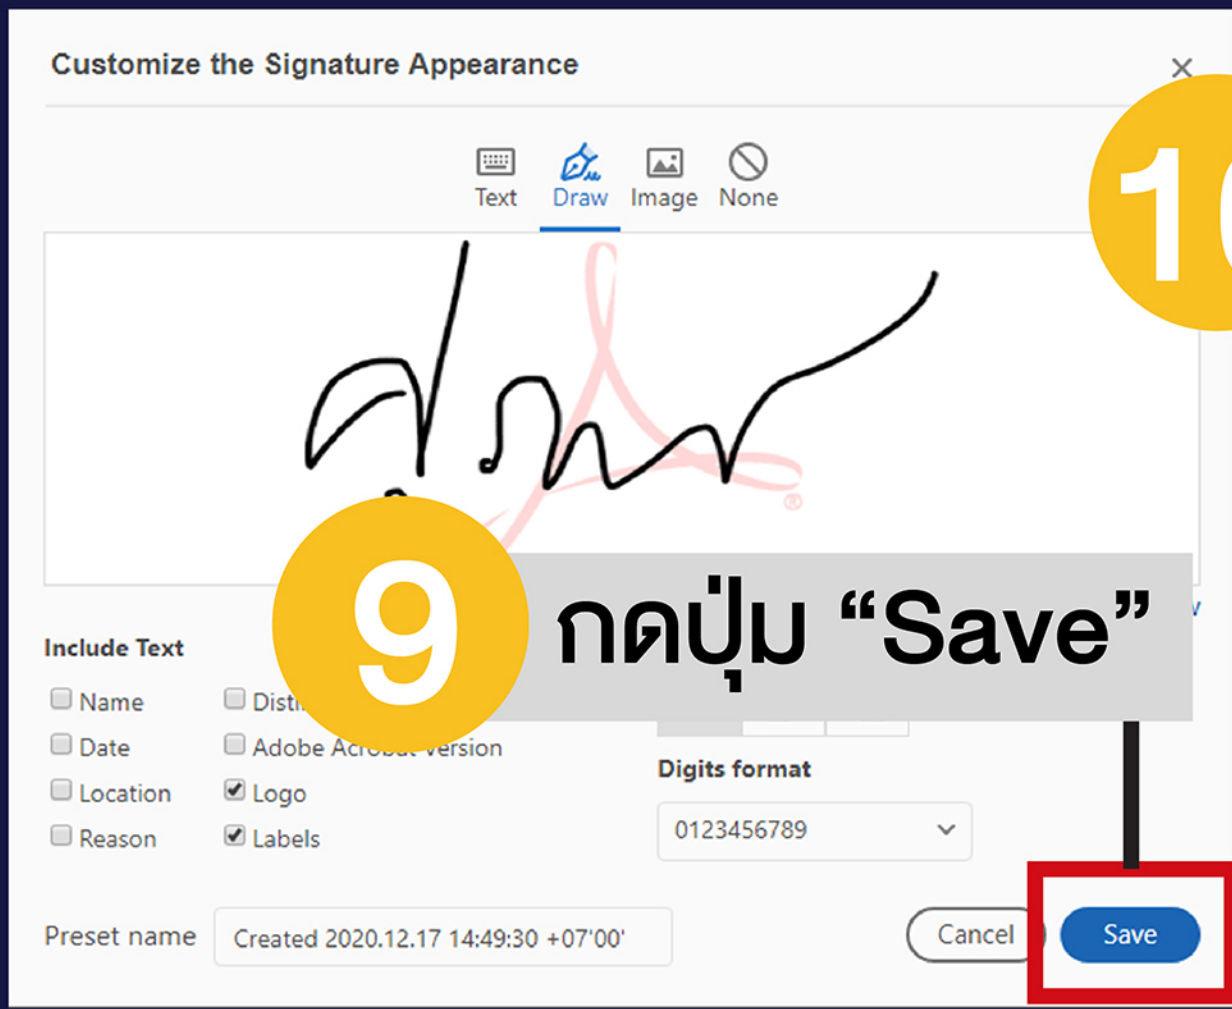 Customize the Signature Appearance
10
Text Draw Image None
®
9
กดปุ่ม “Save”
Include Text
Name
Date Adobe Acrobat Version
Location Logo
Reason Labels
Digits format
0123456789
Preset name Created 2020.12.17 14:49:30 +07'00'
Cancel Save